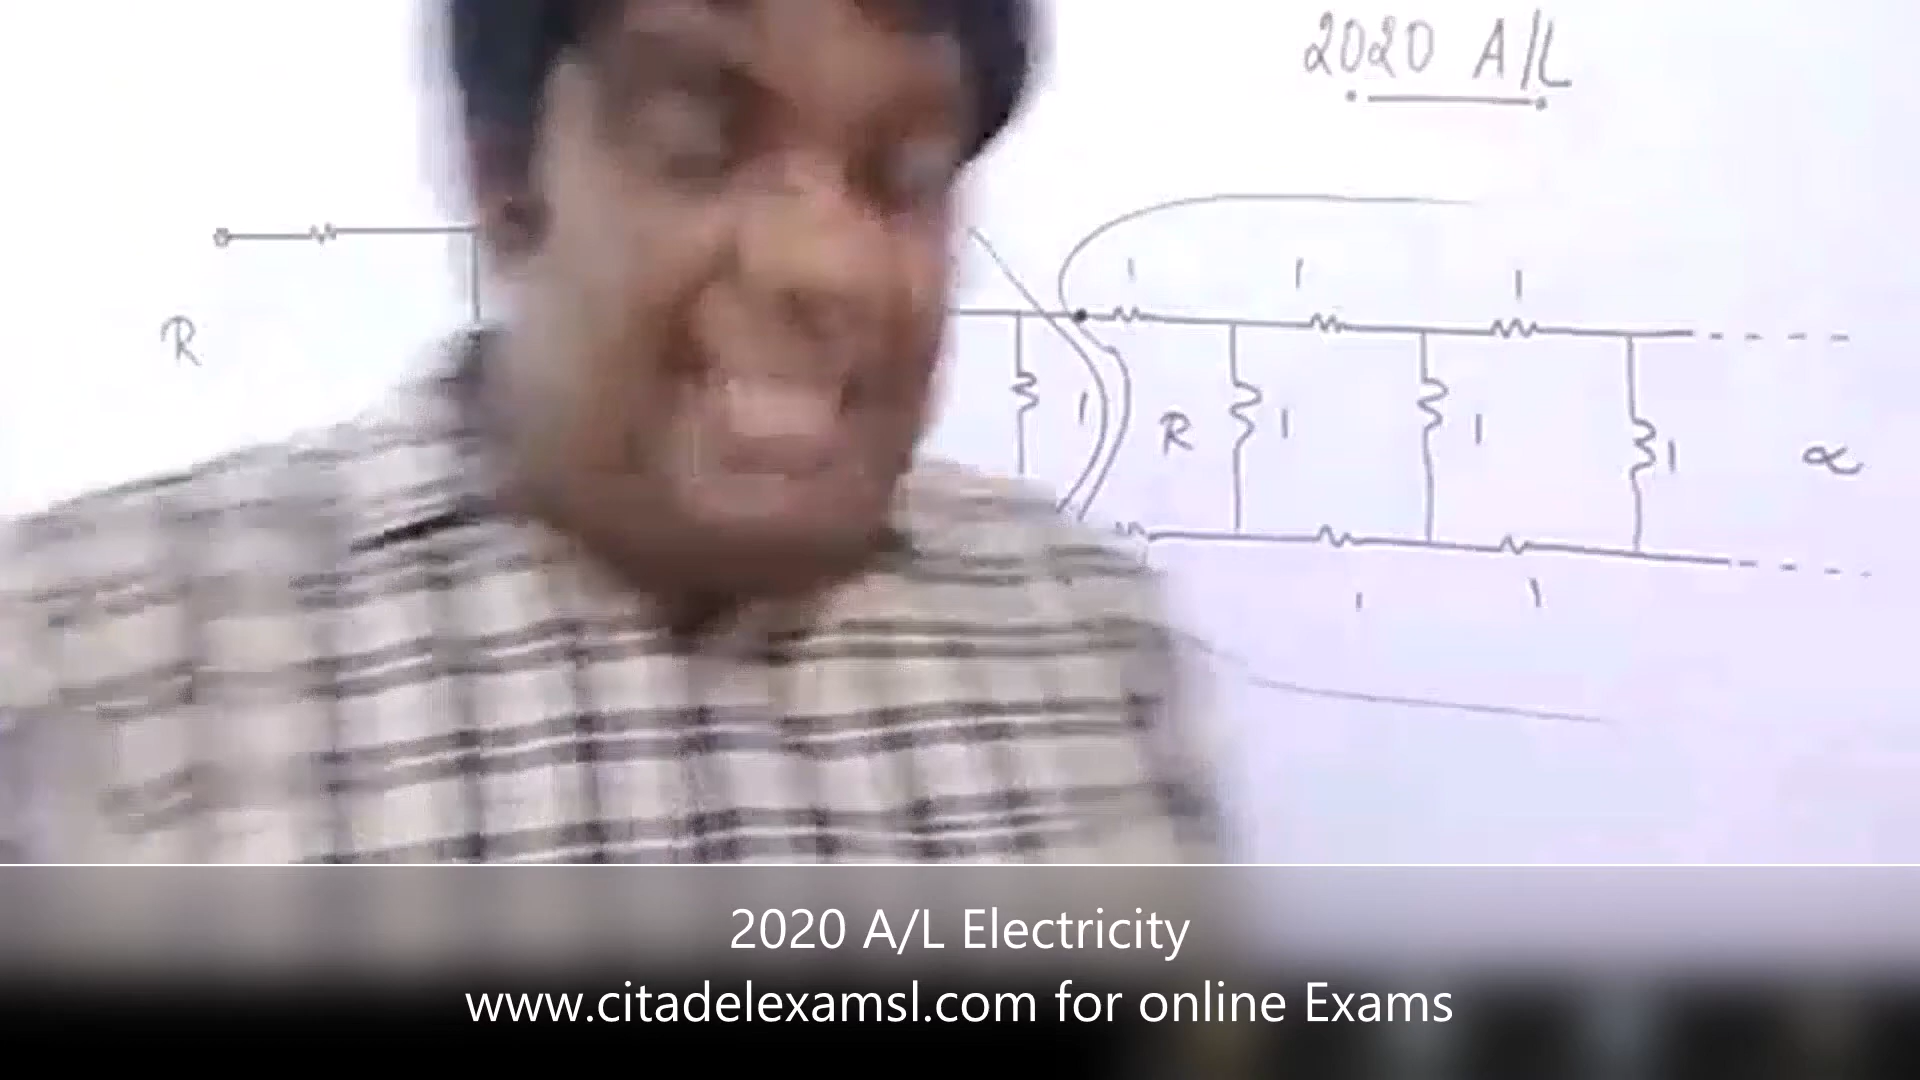 2020 A/L
1 1 1
R
1 R 1 1 1 ∝
1 1
2020 A/L Electricity
www.citadelexamsl.com for online Exams